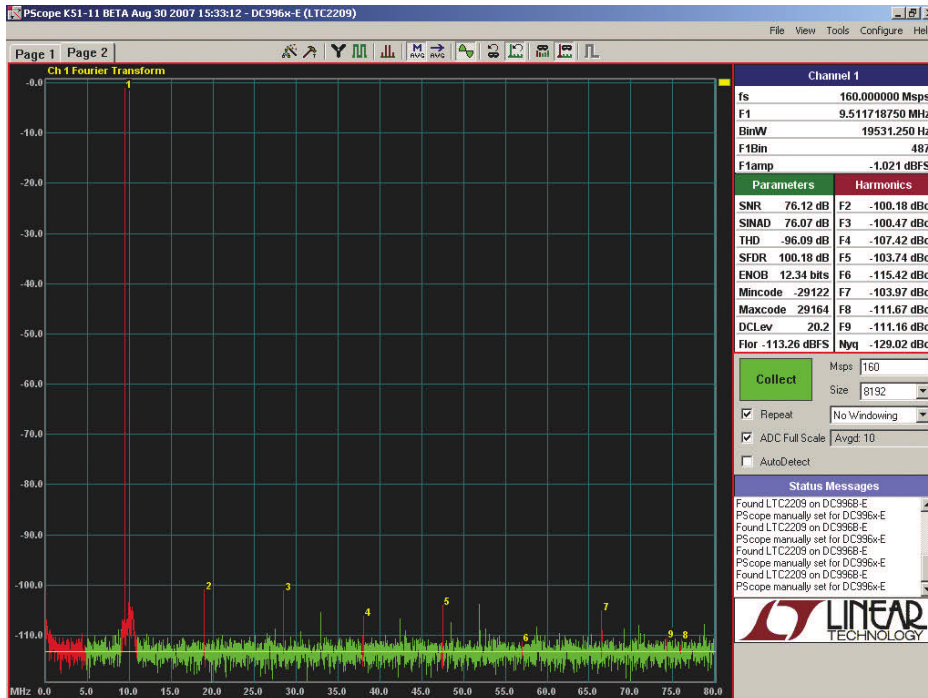 PScope K51-11 BETA Aug 30 2007 15:33:12 - DC996x-E (LTC2209)
File View Tools Configure Hel
Page 1 Page 2
M AVG AVG
Ch 1 Fourier Transform
-0.0
-10.0
-20.0
-30.0
-40.0
-50.0
-60.0
-70.0
-80.0
-90.0
-100.0
-110.0
1
2 3 4 5 6 7 9 8
MHz 0.0 5.0 10.0 15.0 20.0 25.0 30.0 35.0 40.0 45.0 50.0 55.0 60.0 65.0 70.0 75.0 80.0
Channel 1
fs 160.000000 Msps
F1 9.511718750 MHz
BinW 19531.250 Hz
F1Bin 487
F1amp -1.021 dBFS
Parameters Harmonics
SNR 76.12 dB F2 -100.18 dBc
SINAD 76.07 dB F3 -100.47 dBc
THD -96.09 dB F4 -107.42 dBc
SFDR 100.18 dB F5 -103.74 dBc
ENOB 12.34 bits F6 -115.42 dBc
Mincode -29122 F7 -103.97 dBc
Maxcode 29164 F8 -111.67 dBc
DCLev 20.2 F9 -111.16 dBc
Flor -113.26 dBFS Nyq -129.02 dBc
Collect
Msps 160
Size 8192
Repeat No Windowing
ADC Full Scale Avgd: 10
AutoDetect
Status Messages
Found LTC2209 on DC996B-E
PScope manually set for DC996x-E
Found LTC2209 on DC996B-E
PScope manually set for DC996x-E
Found LTC2209 on DC996B-E
PScope manually set for DC996x-E
Found LTC2209 on DC996B-E
PScope manually set for DC996x-E
LINEAR
TECHNOLOGY